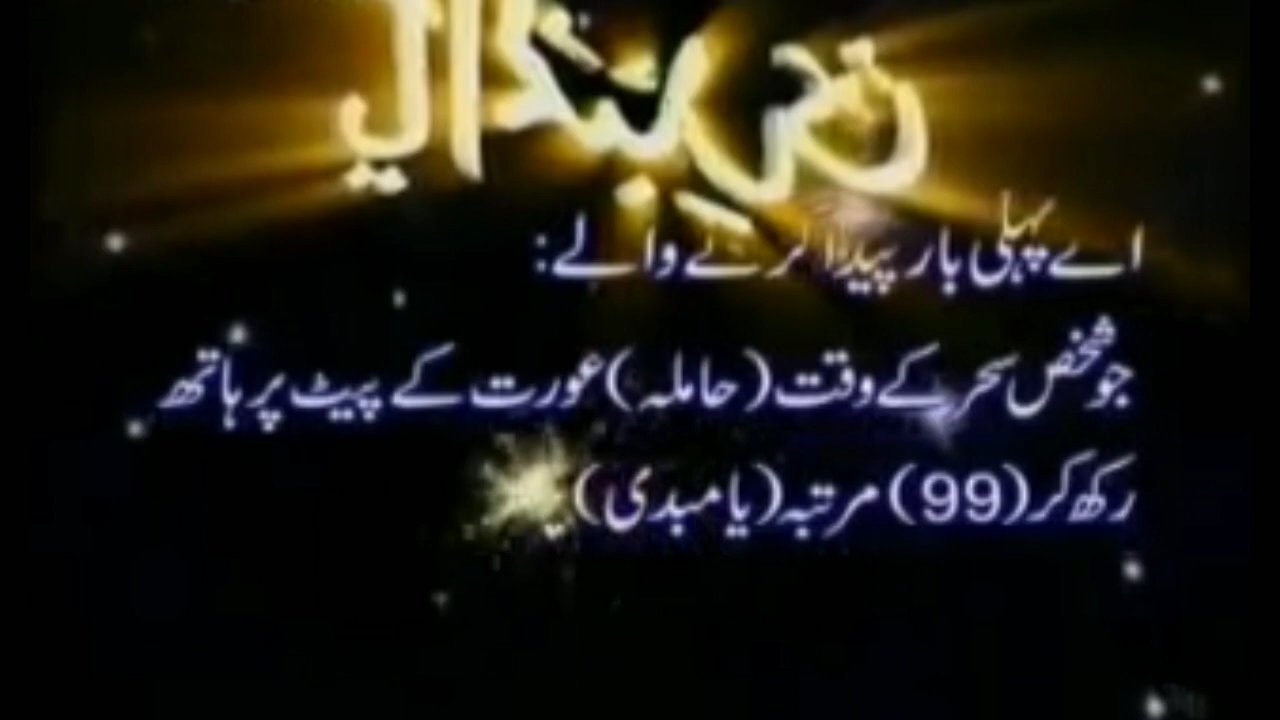 اے پہلی بار پیدا کرنے والے:
جو شخص سحر کے وقت (حاملہ) عورت کے پیٹ پر ہاتھ
رکھ کر (99) مرتبہ (یا مبدی)